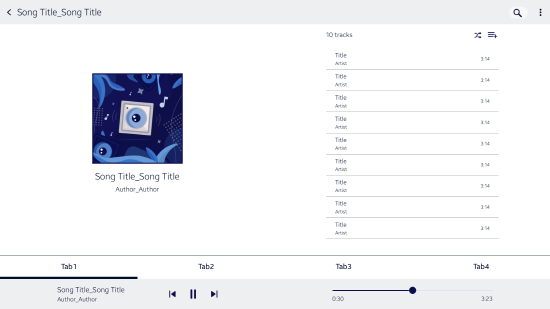 Song Title_Song Title
10 tracks
Title
Artist
3:14
Title
Artist
3:14
Title
Artist
3:14
Title
Artist
3:14
Title
Artist
3:14
Title
Artist
3:14
Title
Artist
3:14
Title
Artist
3:14
Title
Artist
3:14
Song Title_Song Title
Author_Author
Tab1 Tab2 Tab3 Tab4
Song Title_Song Title
Author_Author
0:30 3:23